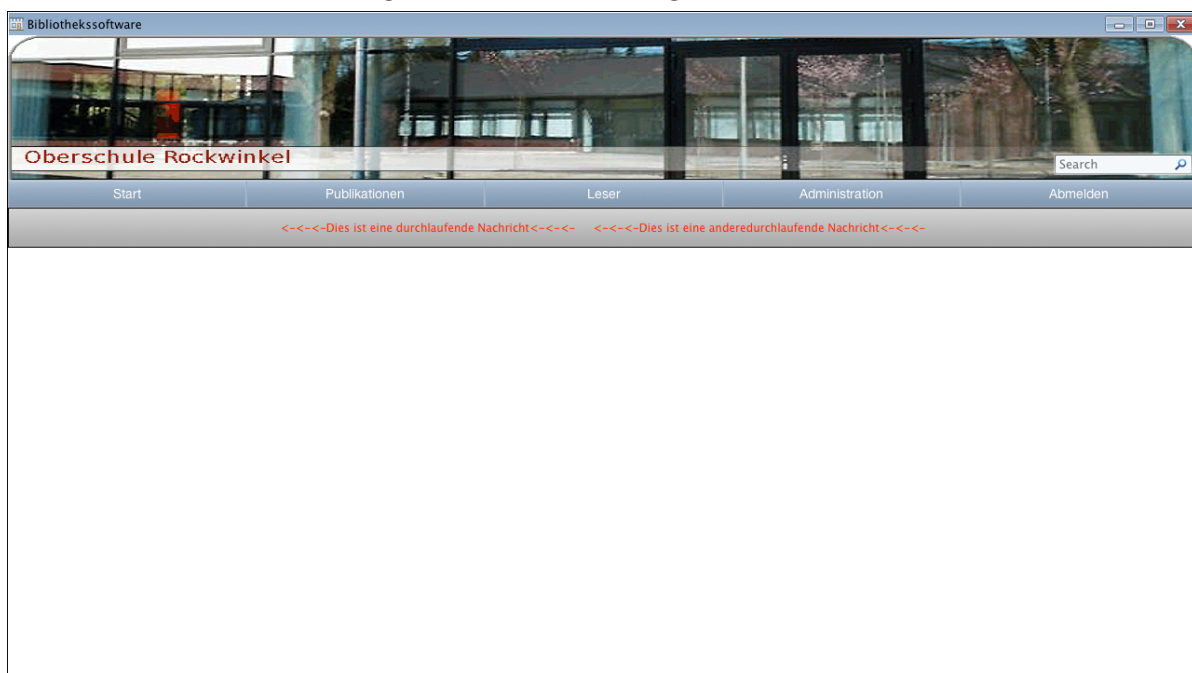 Bibliothekssoftware
Oberschule Rockwinkel
Search
Start Publikationen Leser Administration Abmelden
<-<-<-Dies ist eine durchlaufende Nachricht<-<-<- <-<-<-Dies ist eine anderedurchlaufende Nachricht<-<-<-